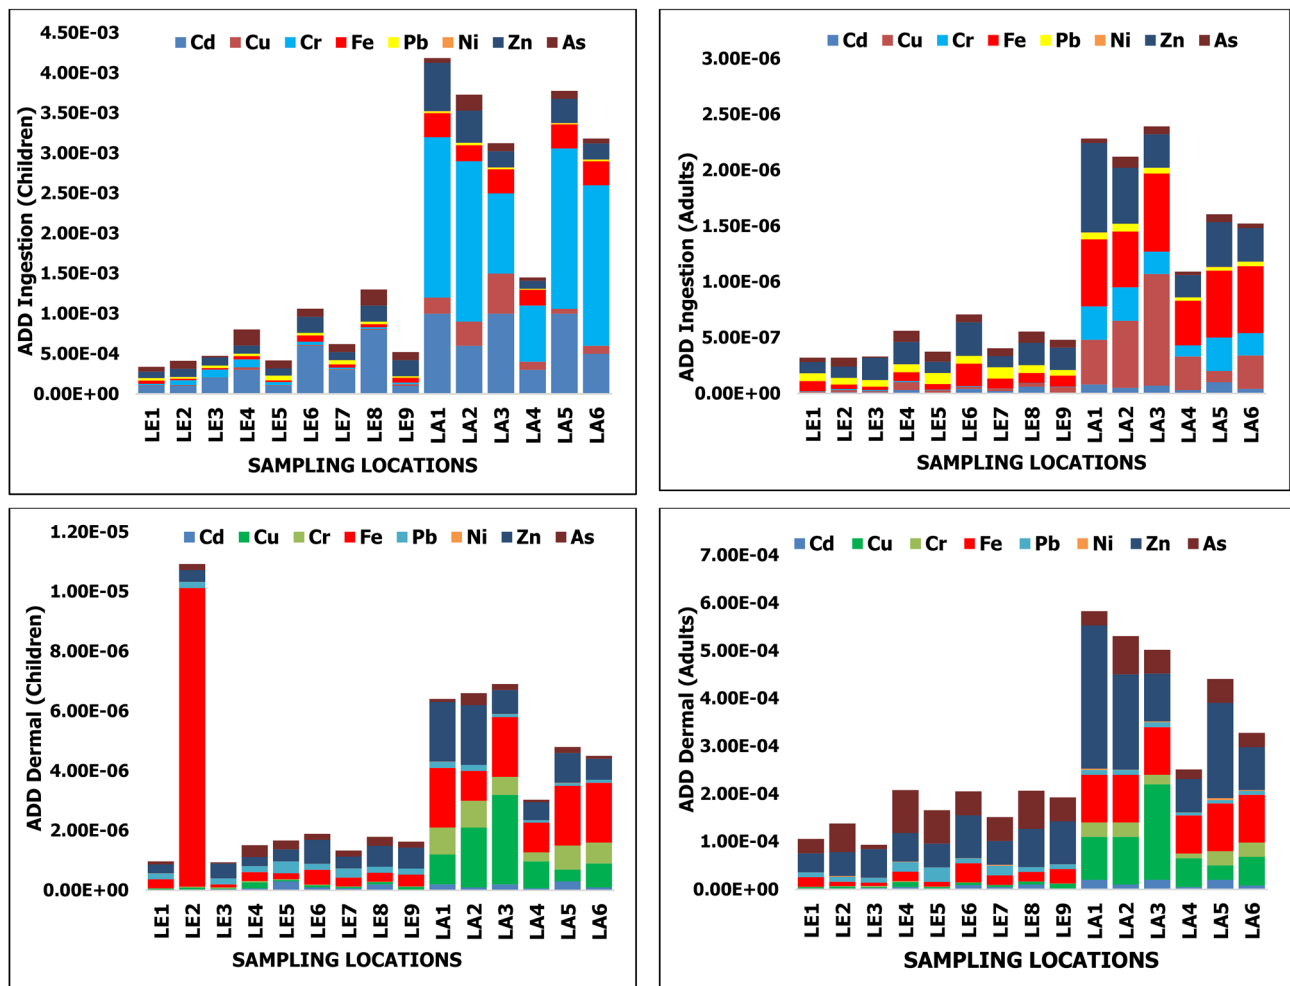 ADD Ingestion (Children)
4.50E-03
4.00E-03
3.50E-03
3.00E-03
2.50E-03
2.00E-03
1.50E-03
1.00E-03
5.00E-04
0.00E+00
Cd Cu Cr Fe Pb Ni Zn As
LE1 LE2 LE3 LE4 LE5 LE6 LE7 LE8 LE9 LA1 LA2 LA3 LA4 LA5 LA6
SAMPLING LOCATIONS
ADD Ingestion (Adults)
3.00E-06
2.50E-06
2.00E-06
1.50E-06
1.00E-06
5.00E-07
0.00E+00
Cd Cu Cr Fe Pb Ni Zn As
LE1 LE2 LE3 LE4 LE5 LE6 LE7 LE8 LE9 LA1 LA2 LA3 LA4 LA5 LA6
SAMPLING LOCATIONS
ADD Dermal (Children)
1.20E-05
1.00E-05
8.00E-06
6.00E-06
4.00E-06
2.00E-06
0.00E+00
Cd Cu Cr Fe Pb Ni Zn As
LE1 LE2 LE3 LE4 LE5 LE6 LE7 LE8 LE9 LA1 LA2 LA3 LA4 LA5 LA6
SAMPLING LOCATIONS
ADD Dermal (Adults)
7.00E-04
6.00E-04
5.00E-04
4.00E-04
3.00E-04
2.00E-04
1.00E-04
0.00E+00
Cd Cu Cr Fe Pb Ni Zn As
LE1 LE2 LE3 LE4 LE5 LE6 LE7 LE8 LE9 LA1 LA2 LA3 LA4 LA5 LA6
SAMPLING LOCATIONS